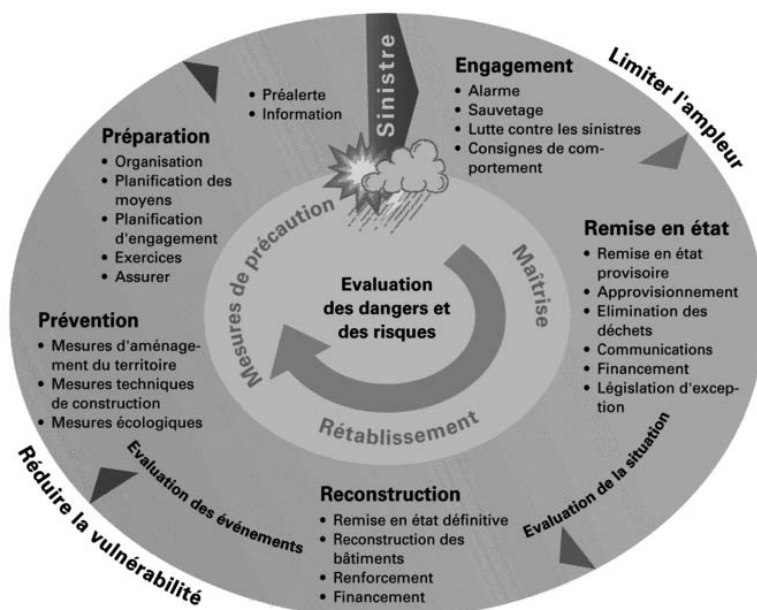 Sinistre
Engagement
• Alarme
• Sauvetage
• Lutte contre les sinistres
• Consignes de com-
portement
Limiter l'ampleur
Remise en état
• Remise en état
provisoire
• Approvisionnement
• Elimination des
déchets
• Communications
• Financement
• Législation d'excep-
tion
Evaluation de la situation
Reconstruction
• Remise en état définitive
• Reconstruction des
bâtiments
• Renforcement
• Financement
Evaluation des événements
Réduire la vulnérabilité
Prévention
• Mesures d'aménage-
ment du territoire
• Mesures techniques
de construction
• Mesures écologiques
Préparation
• Organisation
• Planification des
moyens
• Planification
d'engagement
• Exercices
• Assurer
• Préalerte
• Information
Mesures de précaution
Maîtrise
Rétablissement
Evaluation
des dangers et
des risques